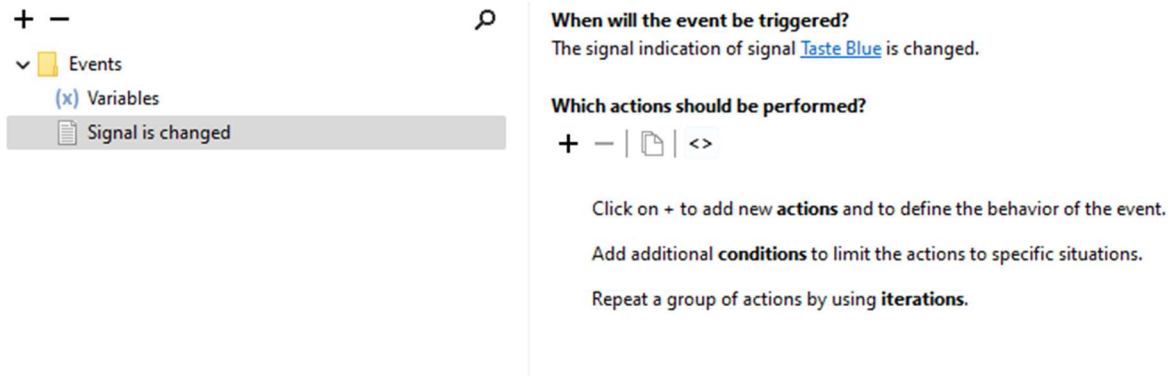 Events
(x) Variables
Signal is changed
When will the event be triggered?
The signal indication of signal Taste Blue is changed.
Which actions should be performed?
<>
Click on + to add new actions and to define the behavior of the event.
Add additional conditions to limit the actions to specific situations.
Repeat a group of actions by using iterations.